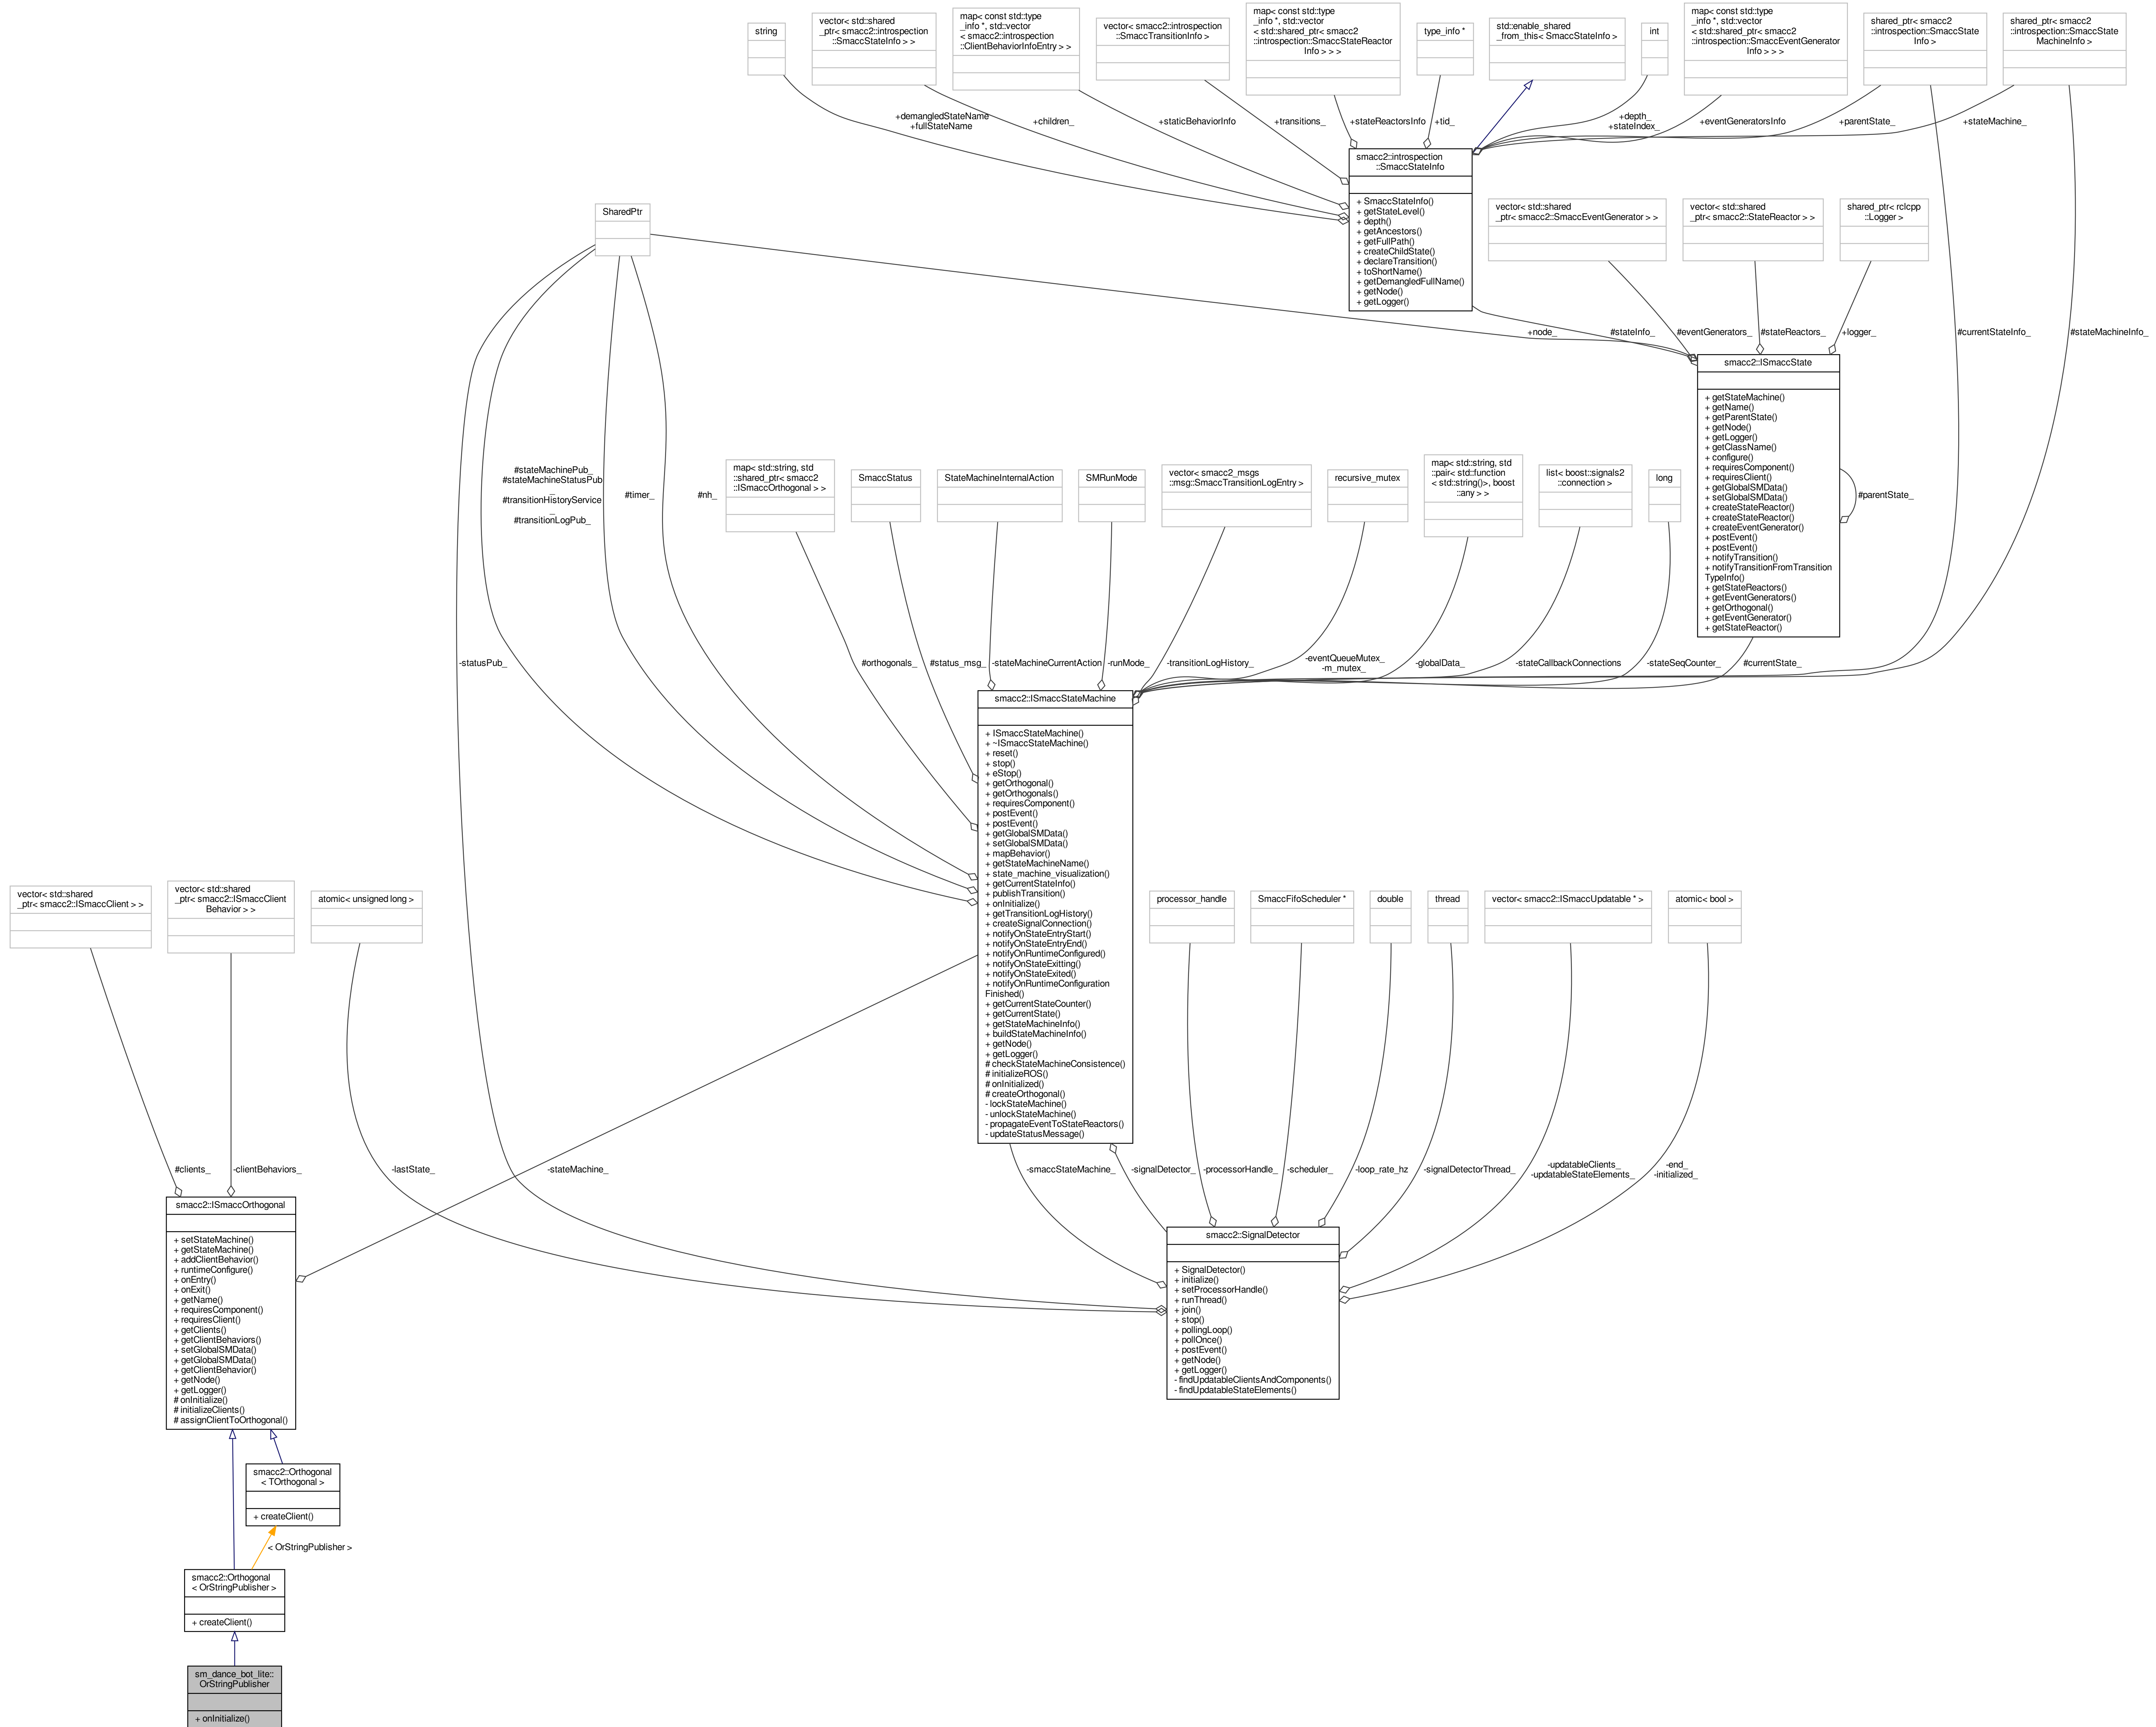 string
vector< std::shared
_ptr< smacc2::introspection
::SmaccStateInfo > >
map< const std::type
_info *, std::vector
< smacc2::introspection
::ClientBehaviorInfoEntry > >
vector< smacc2::introspection
::SmaccTransitionInfo >
map< const std::type
_info *, std::vector
< std::shared_ptr< smacc2
::introspection::SmaccStateReactor
Info > > >
type_info *
std::enable_shared
_from_this< SmaccStateInfo >
int
map< const std::type
_info *, std::vector
< std::shared_ptr< smacc2
::introspection::SmaccEventGenerator
Info > > >
shared_ptr< smacc2
::introspection::SmaccState
Info >
shared_ptr< smacc2
::introspection::SmaccState
MachineInfo >
+demangledStateName
+fullStateName
+children_
+staticBehaviorInfo
+transitions_
+stateReactorsInfo
+tid_
+depth_
+stateIndex_
+eventGeneratorsInfo
+parentState_
+stateMachine_
smacc2::introspection
::SmaccStateInfo
+ SmaccStateInfo()
+ getStateLevel()
+ depth()
+ getAncestors()
+ getFullPath()
+ createChildState()
+ declareTransition()
+ toShortName()
+ getDemangledFullName()
+ getNode()
+ getLogger()
SharedPtr
vector< std::shared
_ptr< smacc2::SmaccEventGenerator > >
vector< std::shared
_ptr< smacc2::StateReactor > >
shared_ptr< rclcpp
::Logger >
+node_
#stateInfo_
#eventGenerators_
#stateReactors_
+logger_
#currentStateInfo_
#stateMachineInfo_
smacc2::ISmaccState
+ getStateMachine()
+ getName()
+ getParentState()
+ getNode()
+ getLogger()
+ getClassName()
+ configure()
+ requiresComponent()
+ requiresClient()
+ getGlobalSMData()
+ setGlobalSMData()
+ createStateReactor()
+ createStateReactor()
+ createEventGenerator()
+ postEvent()
+ postEvent()
+ notifyTransition()
+ notifyTransitionFromTransition
TypeInfo()
+ getStateReactors()
+ getEventGenerators()
+ getOrthogonal()
+ getEventGenerator()
+ getStateReactor()
#parentState_
#stateMachinePub_
#stateMachineStatusPub
_
#transitionHistoryService
_
#transitionLogPub_
#timer_
#nh_
map< std::string, std
::shared_ptr< smacc2
::ISmaccOrthogonal > >
SmaccStatus
StateMachineInternalAction
SMRunMode
vector< smacc2_msgs
::msg::SmaccTransitionLogEntry >
recursive_mutex
map< std::string, std
::pair< std::function
< std::string()>, boost
::any > >
list< boost::signals2
::connection >
long
-statusPub_
#orthogonals_
#status_msg_
-stateMachineCurrentAction
-runMode_
-transitionLogHistory_
-eventQueueMutex_
-m_mutex_
-globalData_
-stateCallbackConnections
-stateSeqCounter_
#currentState_
smacc2::ISmaccStateMachine
+ ISmaccStateMachine()
+ ~ISmaccStateMachine()
+ reset()
+ stop()
+ eStop()
+ getOrthogonal()
+ getOrthogonals()
+ requiresComponent()
+ postEvent()
+ postEvent()
+ getGlobalSMData()
+ setGlobalSMData()
+ mapBehavior()
+ getStateMachineName()
+ state_machine_visualization()
+ getCurrentStateInfo()
+ publishTransition()
+ onInitialize()
+ getTransitionLogHistory()
+ createSignalConnection()
+ notifyOnStateEntryStart()
+ notifyOnStateEntryEnd()
+ notifyOnRuntimeConfigured()
+ notifyOnStateExitting()
+ notifyOnStateExited()
+ notifyOnRuntimeConfiguration
Finished()
+ getCurrentStateCounter()
+ getCurrentState()
+ getStateMachineInfo()
+ buildStateMachineInfo()
+ getNode()
+ getLogger()
# checkStateMachineConsistence()
# initializeROS()
# onInitialized()
# createOrthogonal()
- lockStateMachine()
- unlockStateMachine()
- propagateEventToStateReactors()
- updateStatusMessage()
vector< std::shared
_ptr< smacc2::ISmaccClient > >
vector< std::shared
_ptr< smacc2::ISmaccClient
Behavior > >
atomic< unsigned long >
processor_handle
SmaccFifoScheduler *
double
thread
vector< smacc2::ISmaccUpdatable * >
atomic< bool >
#clients_
-clientBehaviors_
-lastState_
-stateMachine_
-smaccStateMachine_
-signalDetector_
-processorHandle_
-scheduler_
-loop_rate_hz
-signalDetectorThread_
-updatableClients_
-updatableStateElements_
-end_
-initialized_
smacc2::ISmaccOrthogonal
+ setStateMachine()
+ getStateMachine()
+ addClientBehavior()
+ runtimeConfigure()
+ onEntry()
+ onExit()
+ getName()
+ requiresComponent()
+ requiresClient()
+ getClients()
+ getClientBehaviors()
+ setGlobalSMData()
+ getGlobalSMData()
+ getClientBehavior()
+ getNode()
+ getLogger()
# onInitialize()
# initializeClients()
# assignClientToOrthogonal()
smacc2::SignalDetector
+ SignalDetector()
+ initialize()
+ setProcessorHandle()
+ runThread()
+ join()
+ stop()
+ pollingLoop()
+ pollOnce()
+ postEvent()
+ getNode()
+ getLogger()
- findUpdatableClientsAndComponents()
- findUpdatableStateElements()
smacc2::Orthogonal
< TOrthogonal >
+ createClient()
< OrStringPublisher >
smacc2::Orthogonal
< OrStringPublisher >
+ createClient()
sm_dance_bot_lite::
OrStringPublisher
+ onInitialize()